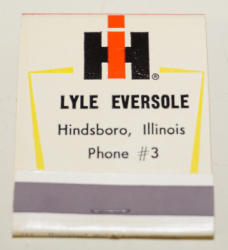 IH®
LYLE EVERSOLE
Hindsboro, Illinois
Phone #3